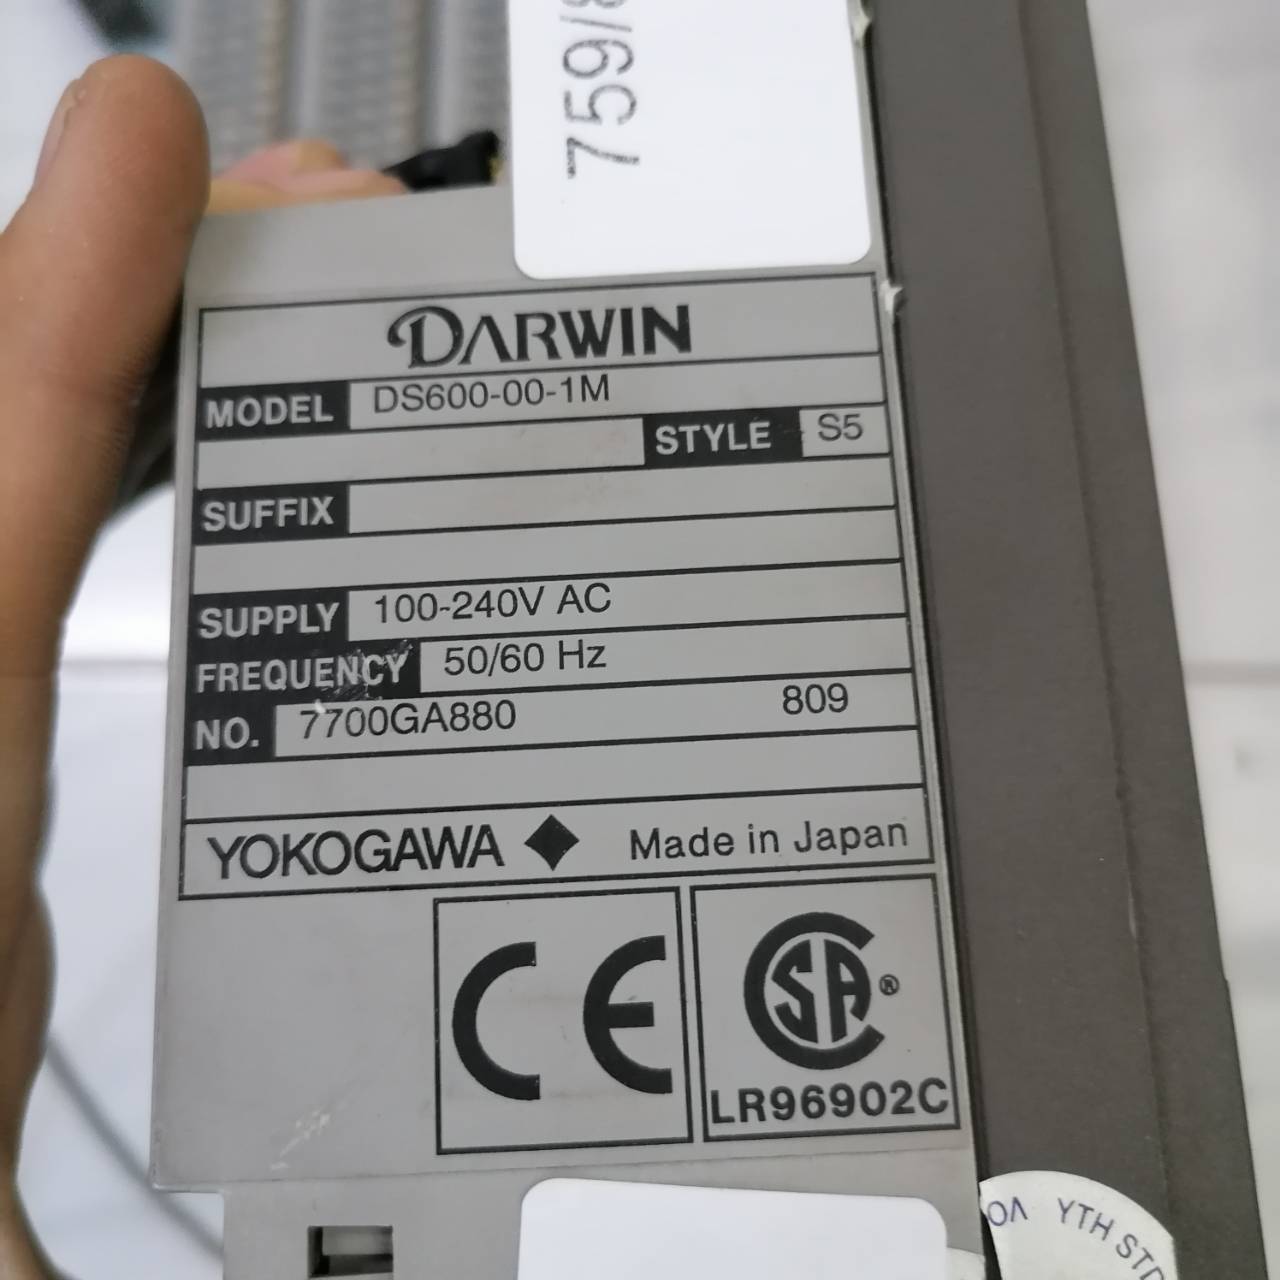 759/8
DARWIN
MODEL DS600-00-1M
STYLE S5
SUFFIX
SUPPLY 100-240V AC
FREQUENCY 50/60 Hz
NO. 7700GA880 809
YOKOGAWA Made in Japan
CE
SA ®
LR96902C
YTH